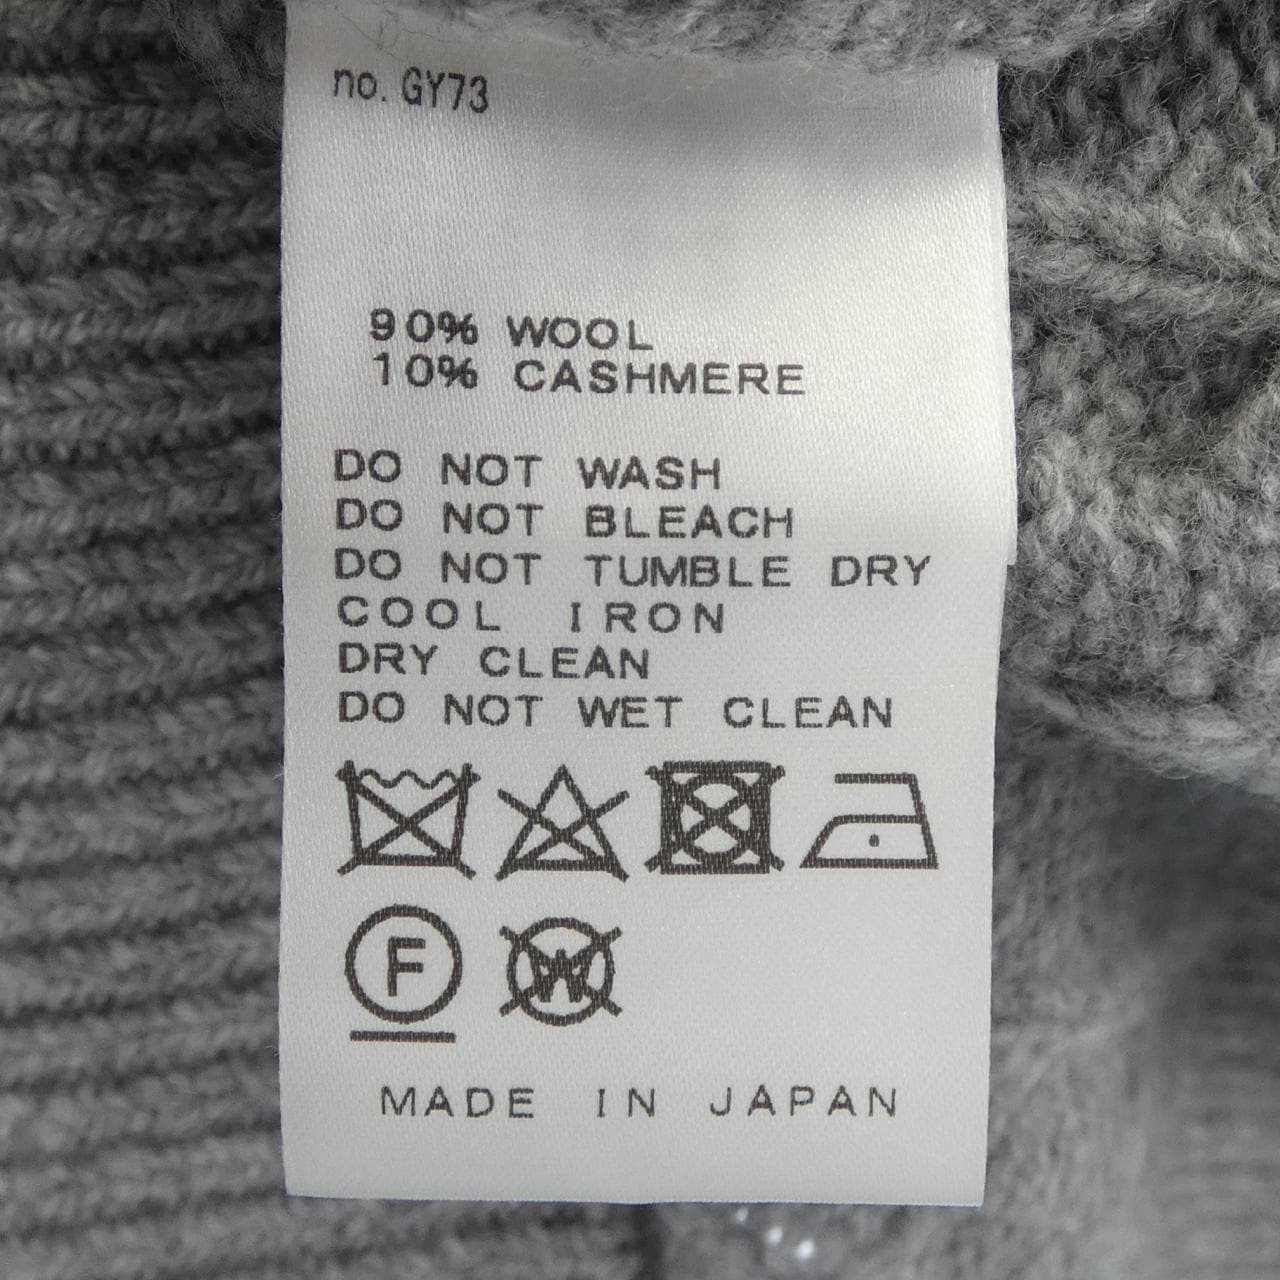 no. GY73
90% WOOL
10% CASHMERE
DO NOT WASH
DO NOT BLEACH
DO NOT TUMBLE DRY
COOL IRON
DRY CLEAN
DO NOT WET CLEAN
F W
MADE IN JAPAN